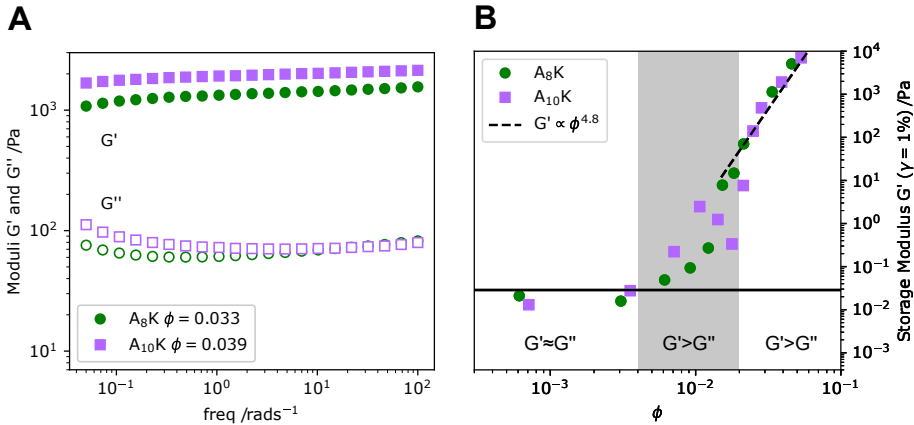 A
Moduli G' and G'' /Pa
10³
10²
10¹
G'
G''
A₈K ϕ = 0.033
A₁₀K ϕ = 0.039
10⁻¹
10⁰
10¹
10²
freq /rads⁻¹
B
A₈K
A₁₀K
G' ∝ ϕ⁴·⁸
G'≈G''
G'>G''
G'>G''
10⁴
10³
10²
10¹
10⁰
10⁻¹
10⁻²
10⁻³
Storage Modulus G' (γ = 1%) /Pa
10⁻³
10⁻²
10⁻¹
ϕ